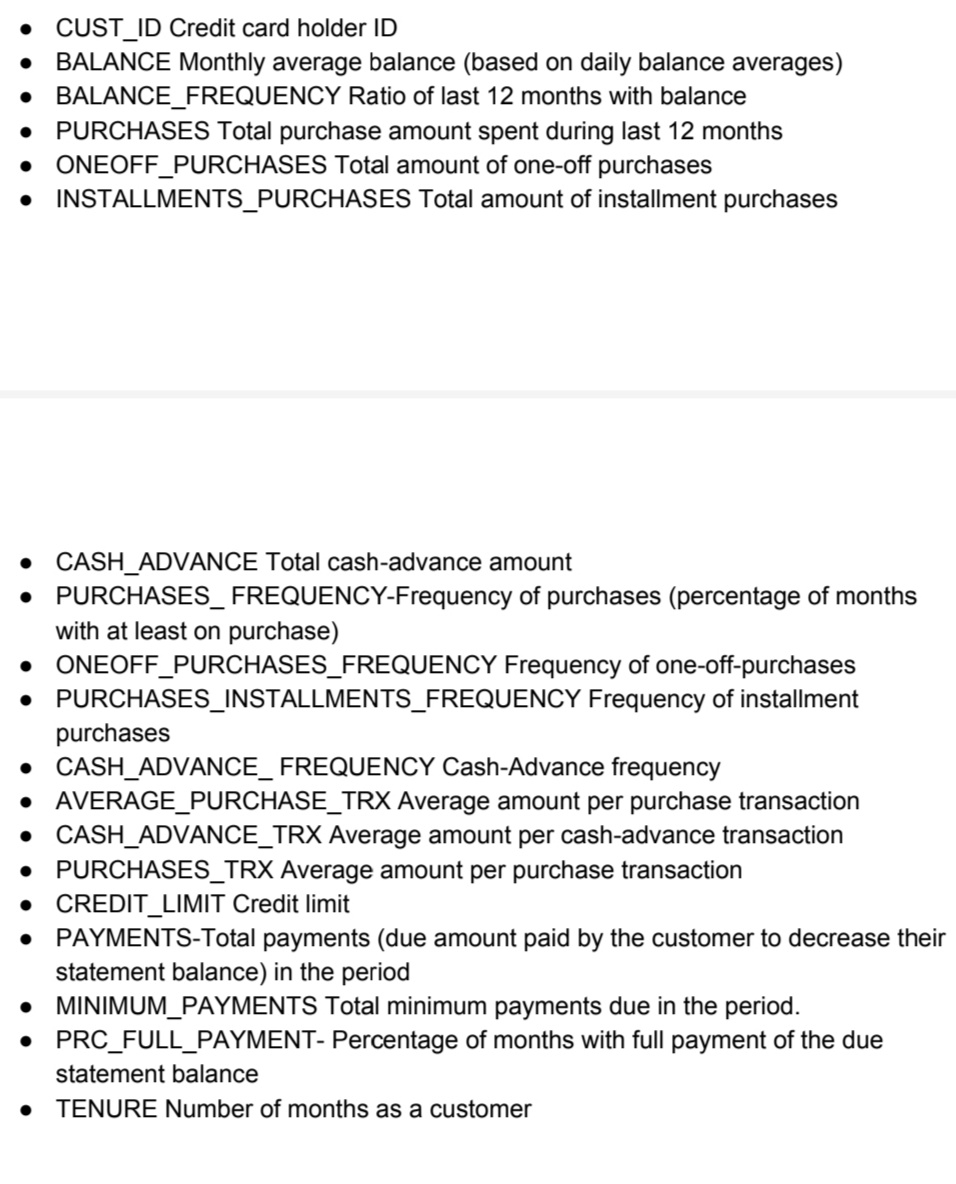 ● CUST_ID Credit card holder ID
● BALANCE Monthly average balance (based on daily balance averages)
● BALANCE_FREQUENCY Ratio of last 12 months with balance
● PURCHASES Total purchase amount spent during last 12 months
● ONEOFF_PURCHASES Total amount of one-off purchases
● INSTALLMENTS_PURCHASES Total amount of installment purchases
● CASH_ADVANCE Total cash-advance amount
● PURCHASES_ FREQUENCY-Frequency of purchases (percentage of months
with at least on purchase)
● ONEOFF_PURCHASES_FREQUENCY Frequency of one-off-purchases
● PURCHASES_INSTALLMENTS_FREQUENCY Frequency of installment
purchases
● CASH_ADVANCE_ FREQUENCY Cash-Advance frequency
● AVERAGE_PURCHASE_TRX Average amount per purchase transaction
● CASH_ADVANCE_TRX Average amount per cash-advance transaction
● PURCHASES_TRX Average amount per purchase transaction
● CREDIT_LIMIT Credit limit
● PAYMENTS-Total payments (due amount paid by the customer to decrease their
statement balance) in the period
● MINIMUM_PAYMENTS Total minimum payments due in the period.
● PRC_FULL_PAYMENT- Percentage of months with full payment of the due
statement balance
● TENURE Number of months as a customer